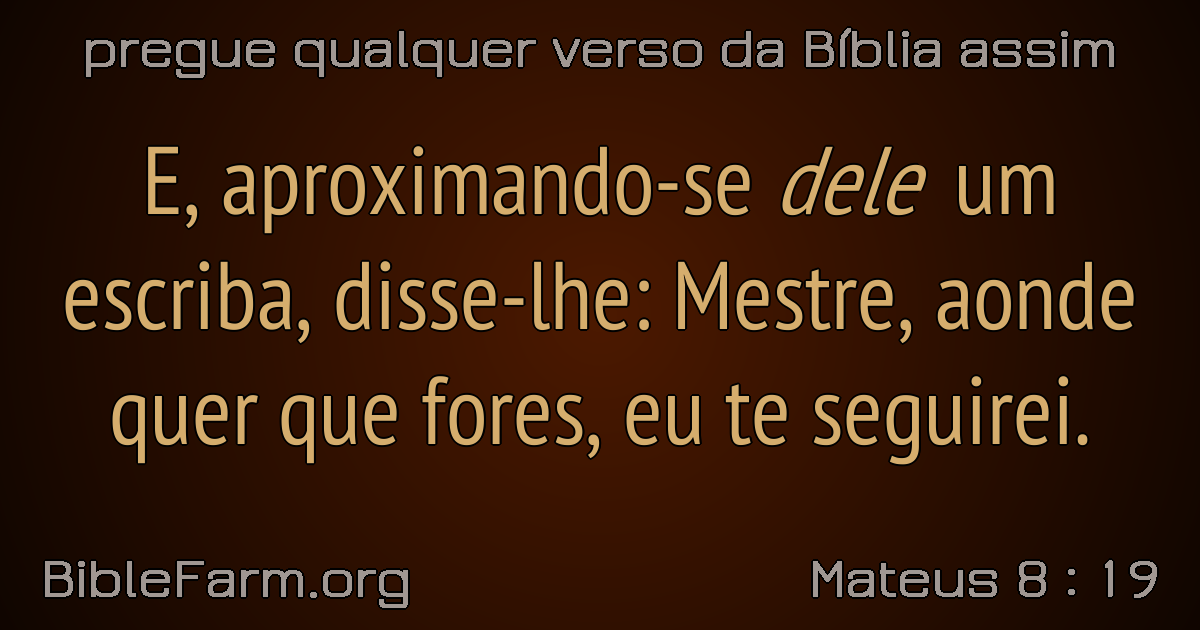 pregue qualquer verso da Bíblia assim
E, aproximando-se dele um
escriba, disse-lhe: Mestre, aonde
quer que fores, eu te seguirei.
BibleFarm.org
Mateus 8 : 19